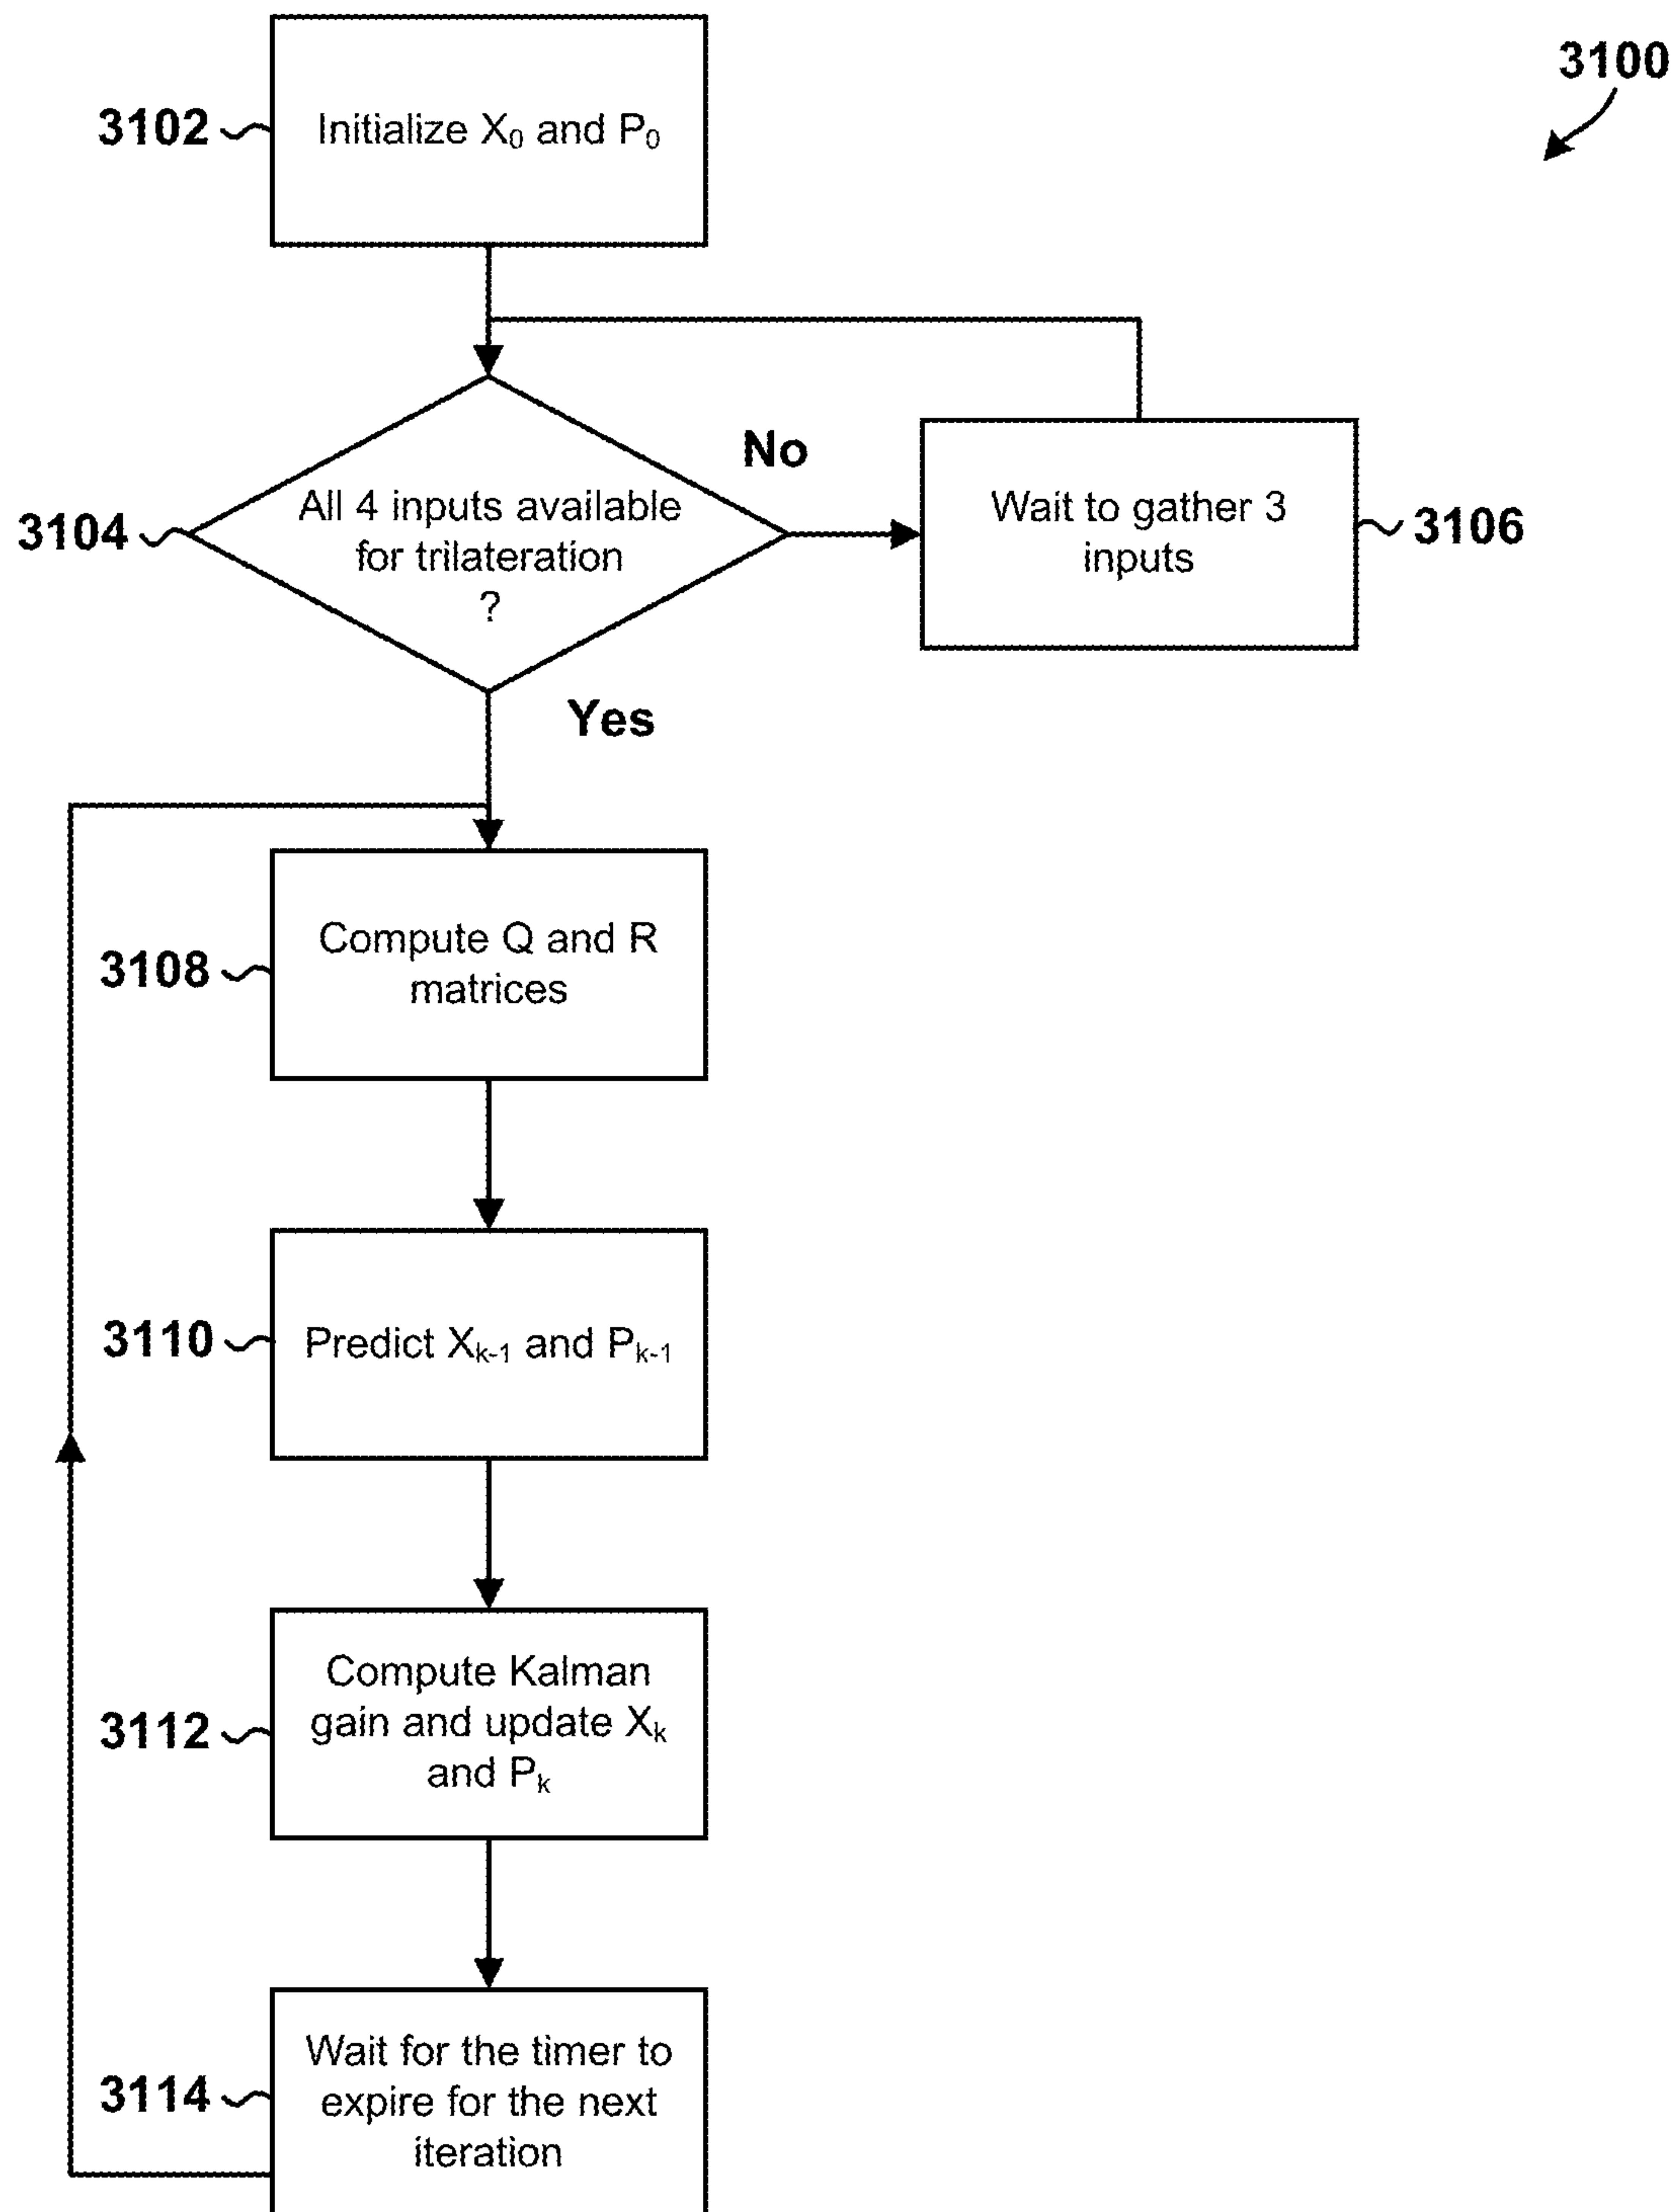 3100
3102
Initialize X₀ and P₀
No
3104
All 4 inputs available
for trilateration
?
Wait to gather 3
inputs
3106
Yes
3108
Compute Q and R
matrices
3110
Predict Xₖ₋₁ and Pₖ₋₁
3112
Compute Kalman
gain and update Xₖ
and Pₖ
3114
Wait for the timer to
expire for the next
iteration